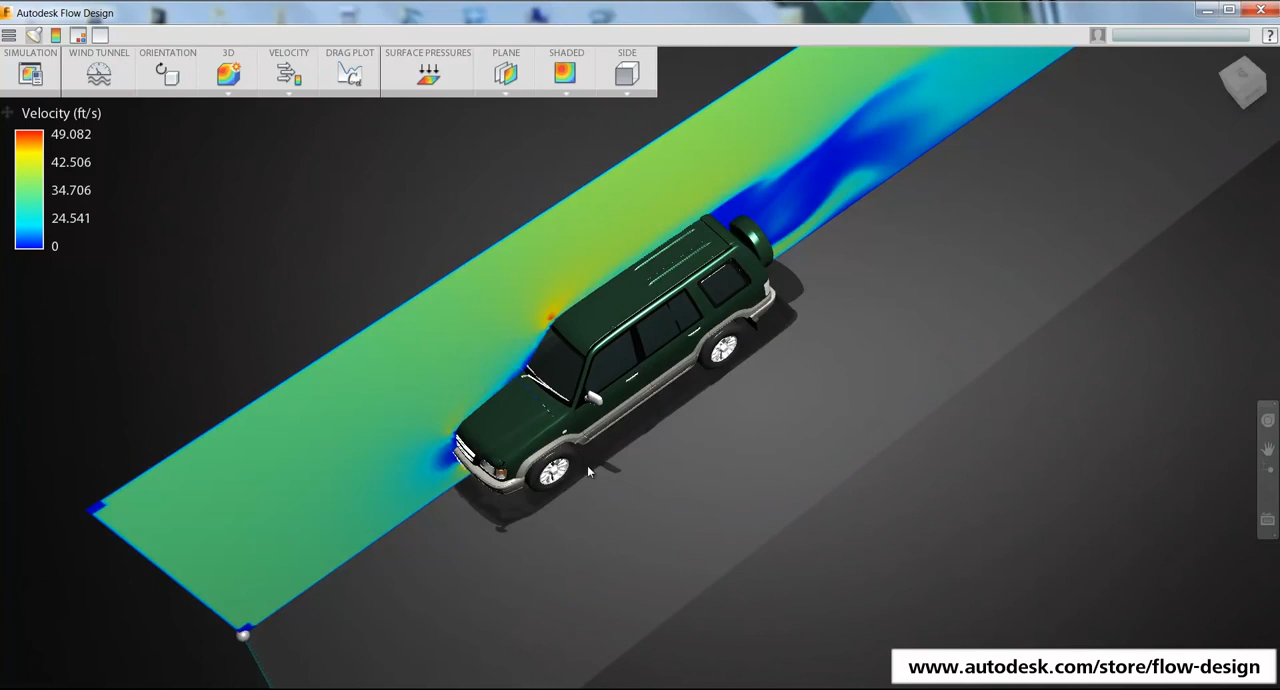 Autodesk Flow Design
SIMULATION WIND TUNNEL ORIENTATION 3D VELOCITY DRAG PLOT SURFACE PRESSURES PLANE SHADED SIDE
Velocity (ft/s)
49.082
42.506
34.706
24.541
0
www.autodesk.com/store/flow-design